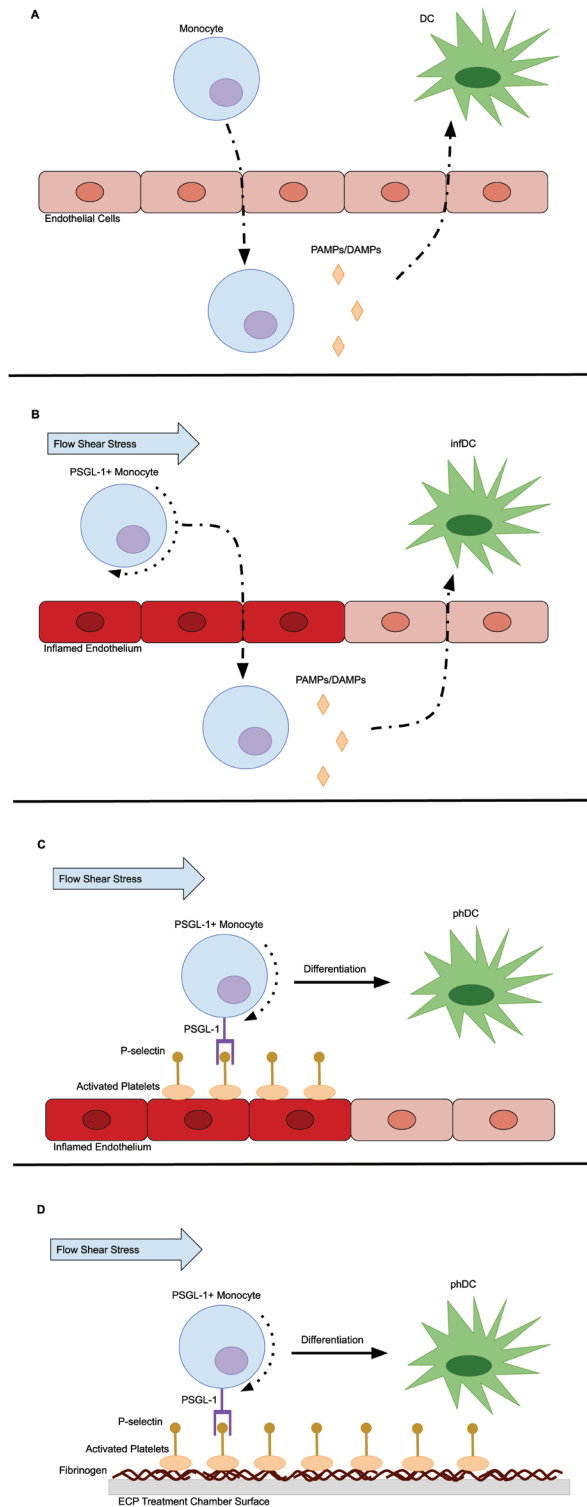 A
Monocyte
DC
Endothelial Cells
PAMPs/DAMPs
B
Flow Shear Stress
PSGL-1+ Monocyte
infDC
Inflamed Endothelium
PAMPs/DAMPs
C
Flow Shear Stress
PSGL-1+ Monocyte
phDC
Differentiation
PSGL-1
P-selectin
Activated Platelets
Inflamed Endothelium
D
Flow Shear Stress
PSGL-1+ Monocyte
phDC
Differentiation
PSGL-1
P-selectin
Activated Platelets
Fibrinogen
ECP Treatment Chamber Surface